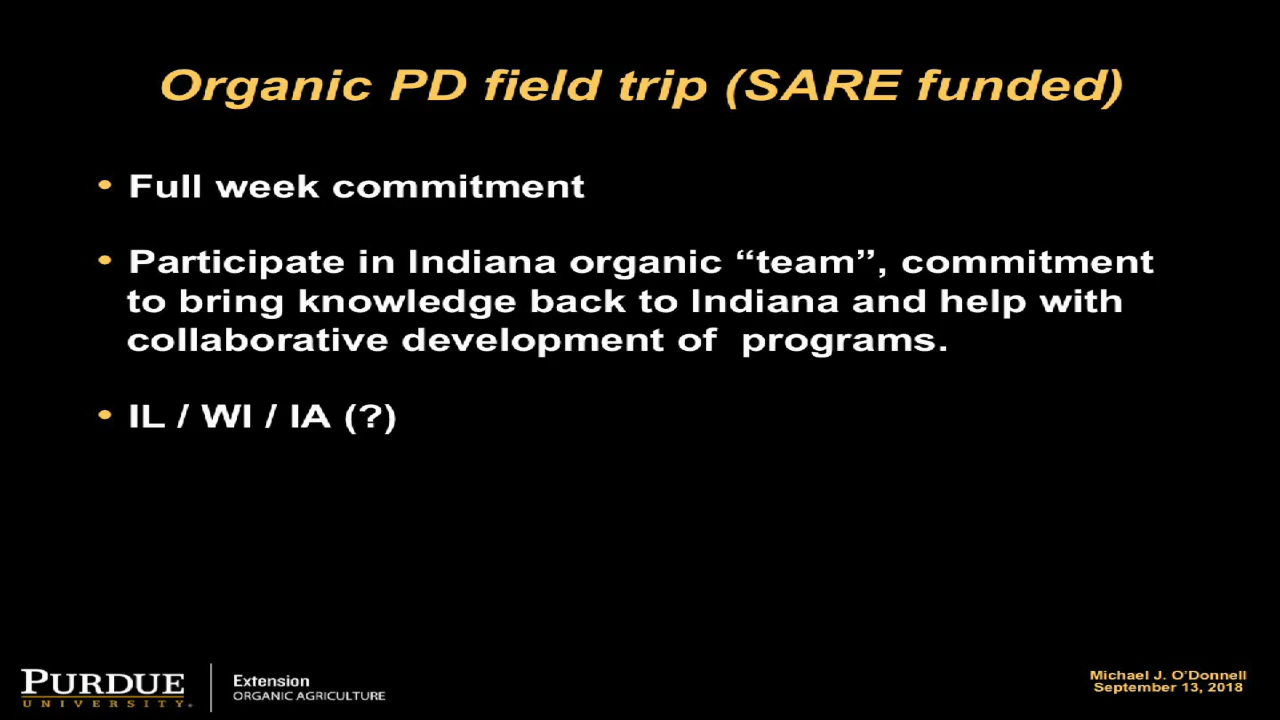 Organic PD field trip (SARE funded)
• Full week commitment
• Participate in Indiana organic “team”, commitment
to bring knowledge back to Indiana and help with
collaborative development of programs.
• IL / WI / IA (?)
PURDUE
UNIVERSITY.
Extension
ORGANIC AGRICULTURE
Michael J. O’Donnell
September 13, 2018